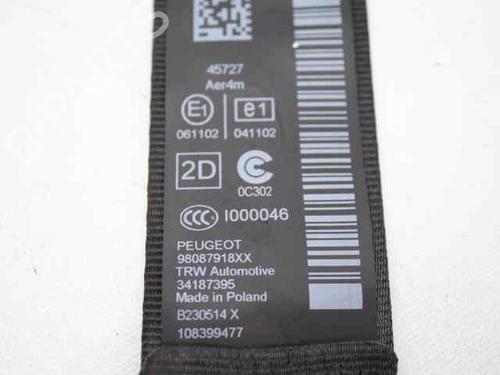 45727
Aer4m
E1 e1
061102 041102
2D C
0C302
CCC I000046
PEUGEOT
98087918XX
TRW Automotive
34187395
Made in Poland
B230514 X
108399477